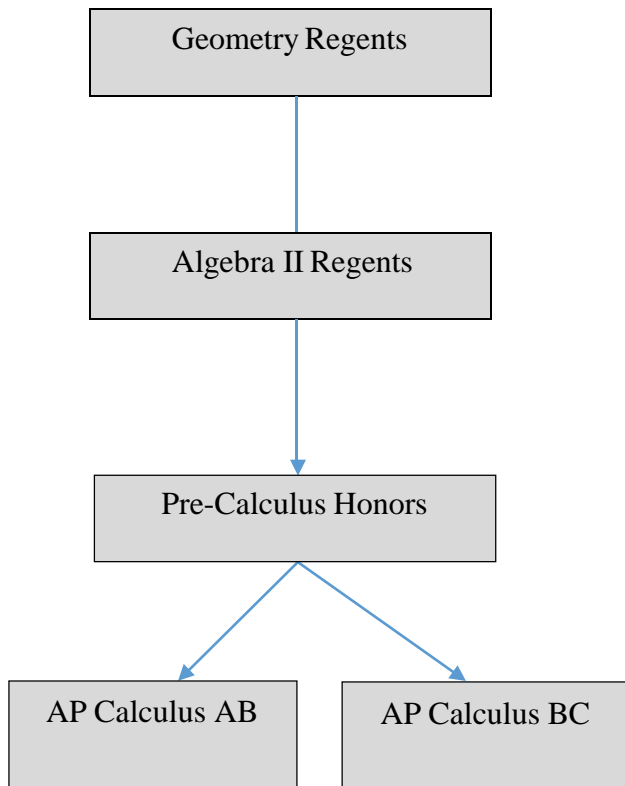 Geometry Regents
Algebra II Regents
Pre-Calculus Honors
AP Calculus AB
AP Calculus BC